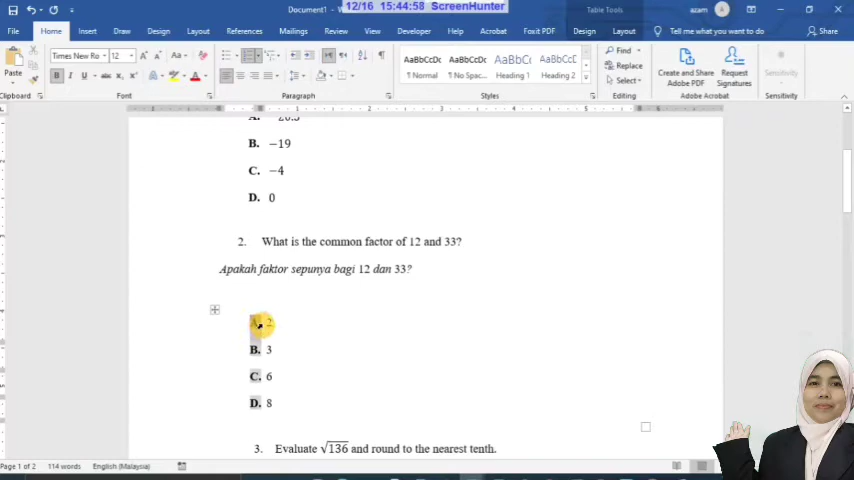 12/16 15:44:58 ScreenHunter
Document1 - W
Table Tools
azam
File Home Insert Draw Design Layout References Mailings Review View Developer Help Acrobat Foxit PDF Design Layout Tell me what you want to do Share
Times New Ro 12
Paste
Clipboard Font Paragraph Styles Editing Adobe Acrobat Sensitivity
AaBbCcDc AaBbCcDc AaBbCc AaBbCcD
¶ Normal ¶ No Spac... Heading 1 Heading 2
Find
Replace
Select
Create and Share Adobe PDF
Request Signatures
Sensitivity
B. −19
C. −4
D. 0
2. What is the common factor of 12 and 33?
Apakah faktor sepunya bagi 12 dan 33?
A. 2
B. 3
C. 6
D. 8
3. Evaluate √136 and round to the nearest tenth.
Page 1 of 2 114 words English (Malaysia)